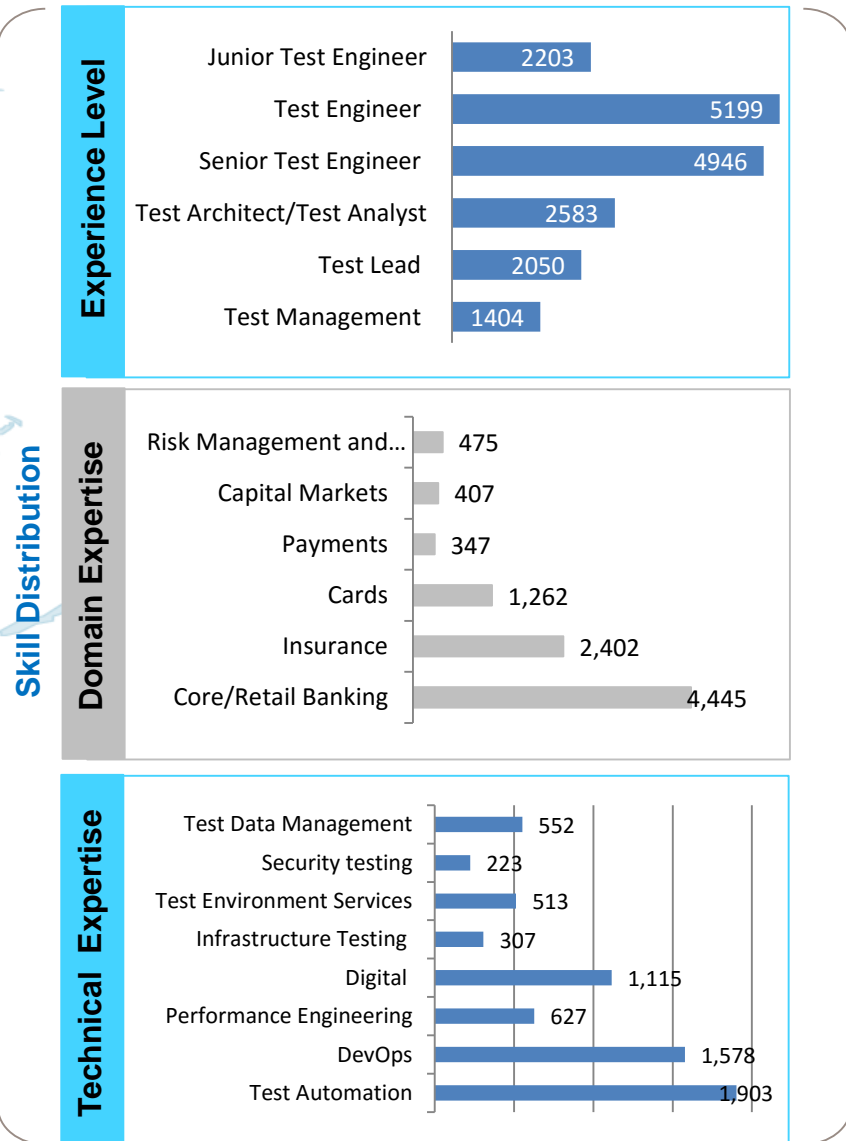 Skill Distribution
Experience Level
Junior Test Engineer 2203
Test Engineer 5199
Senior Test Engineer 4946
Test Architect/Test Analyst 2583
Test Lead 2050
Test Management 1404
Domain Expertise
Risk Management and... 475
Capital Markets 407
Payments 347
Cards 1,262
Insurance 2,402
Core/Retail Banking 4,445
Technical Expertise
Test Data Management 552
Security testing 223
Test Environment Services 513
Infrastructure Testing 307
Digital 1,115
Performance Engineering 627
DevOps 1,578
Test Automation 1,903